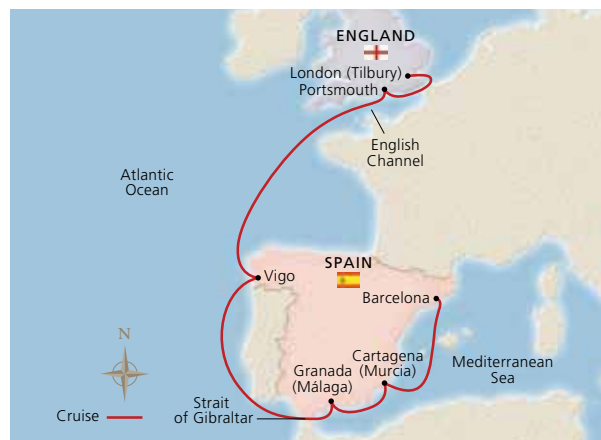 ENGLAND
London (Tilbury)
Portsmouth
English
Channel
Atlantic
Ocean
SPAIN
Vigo
Barcelona
Cartagena
(Murcia)
Mediterranean
Sea
Granada
(Málaga)
Strait
of Gibraltar
N
Cruise